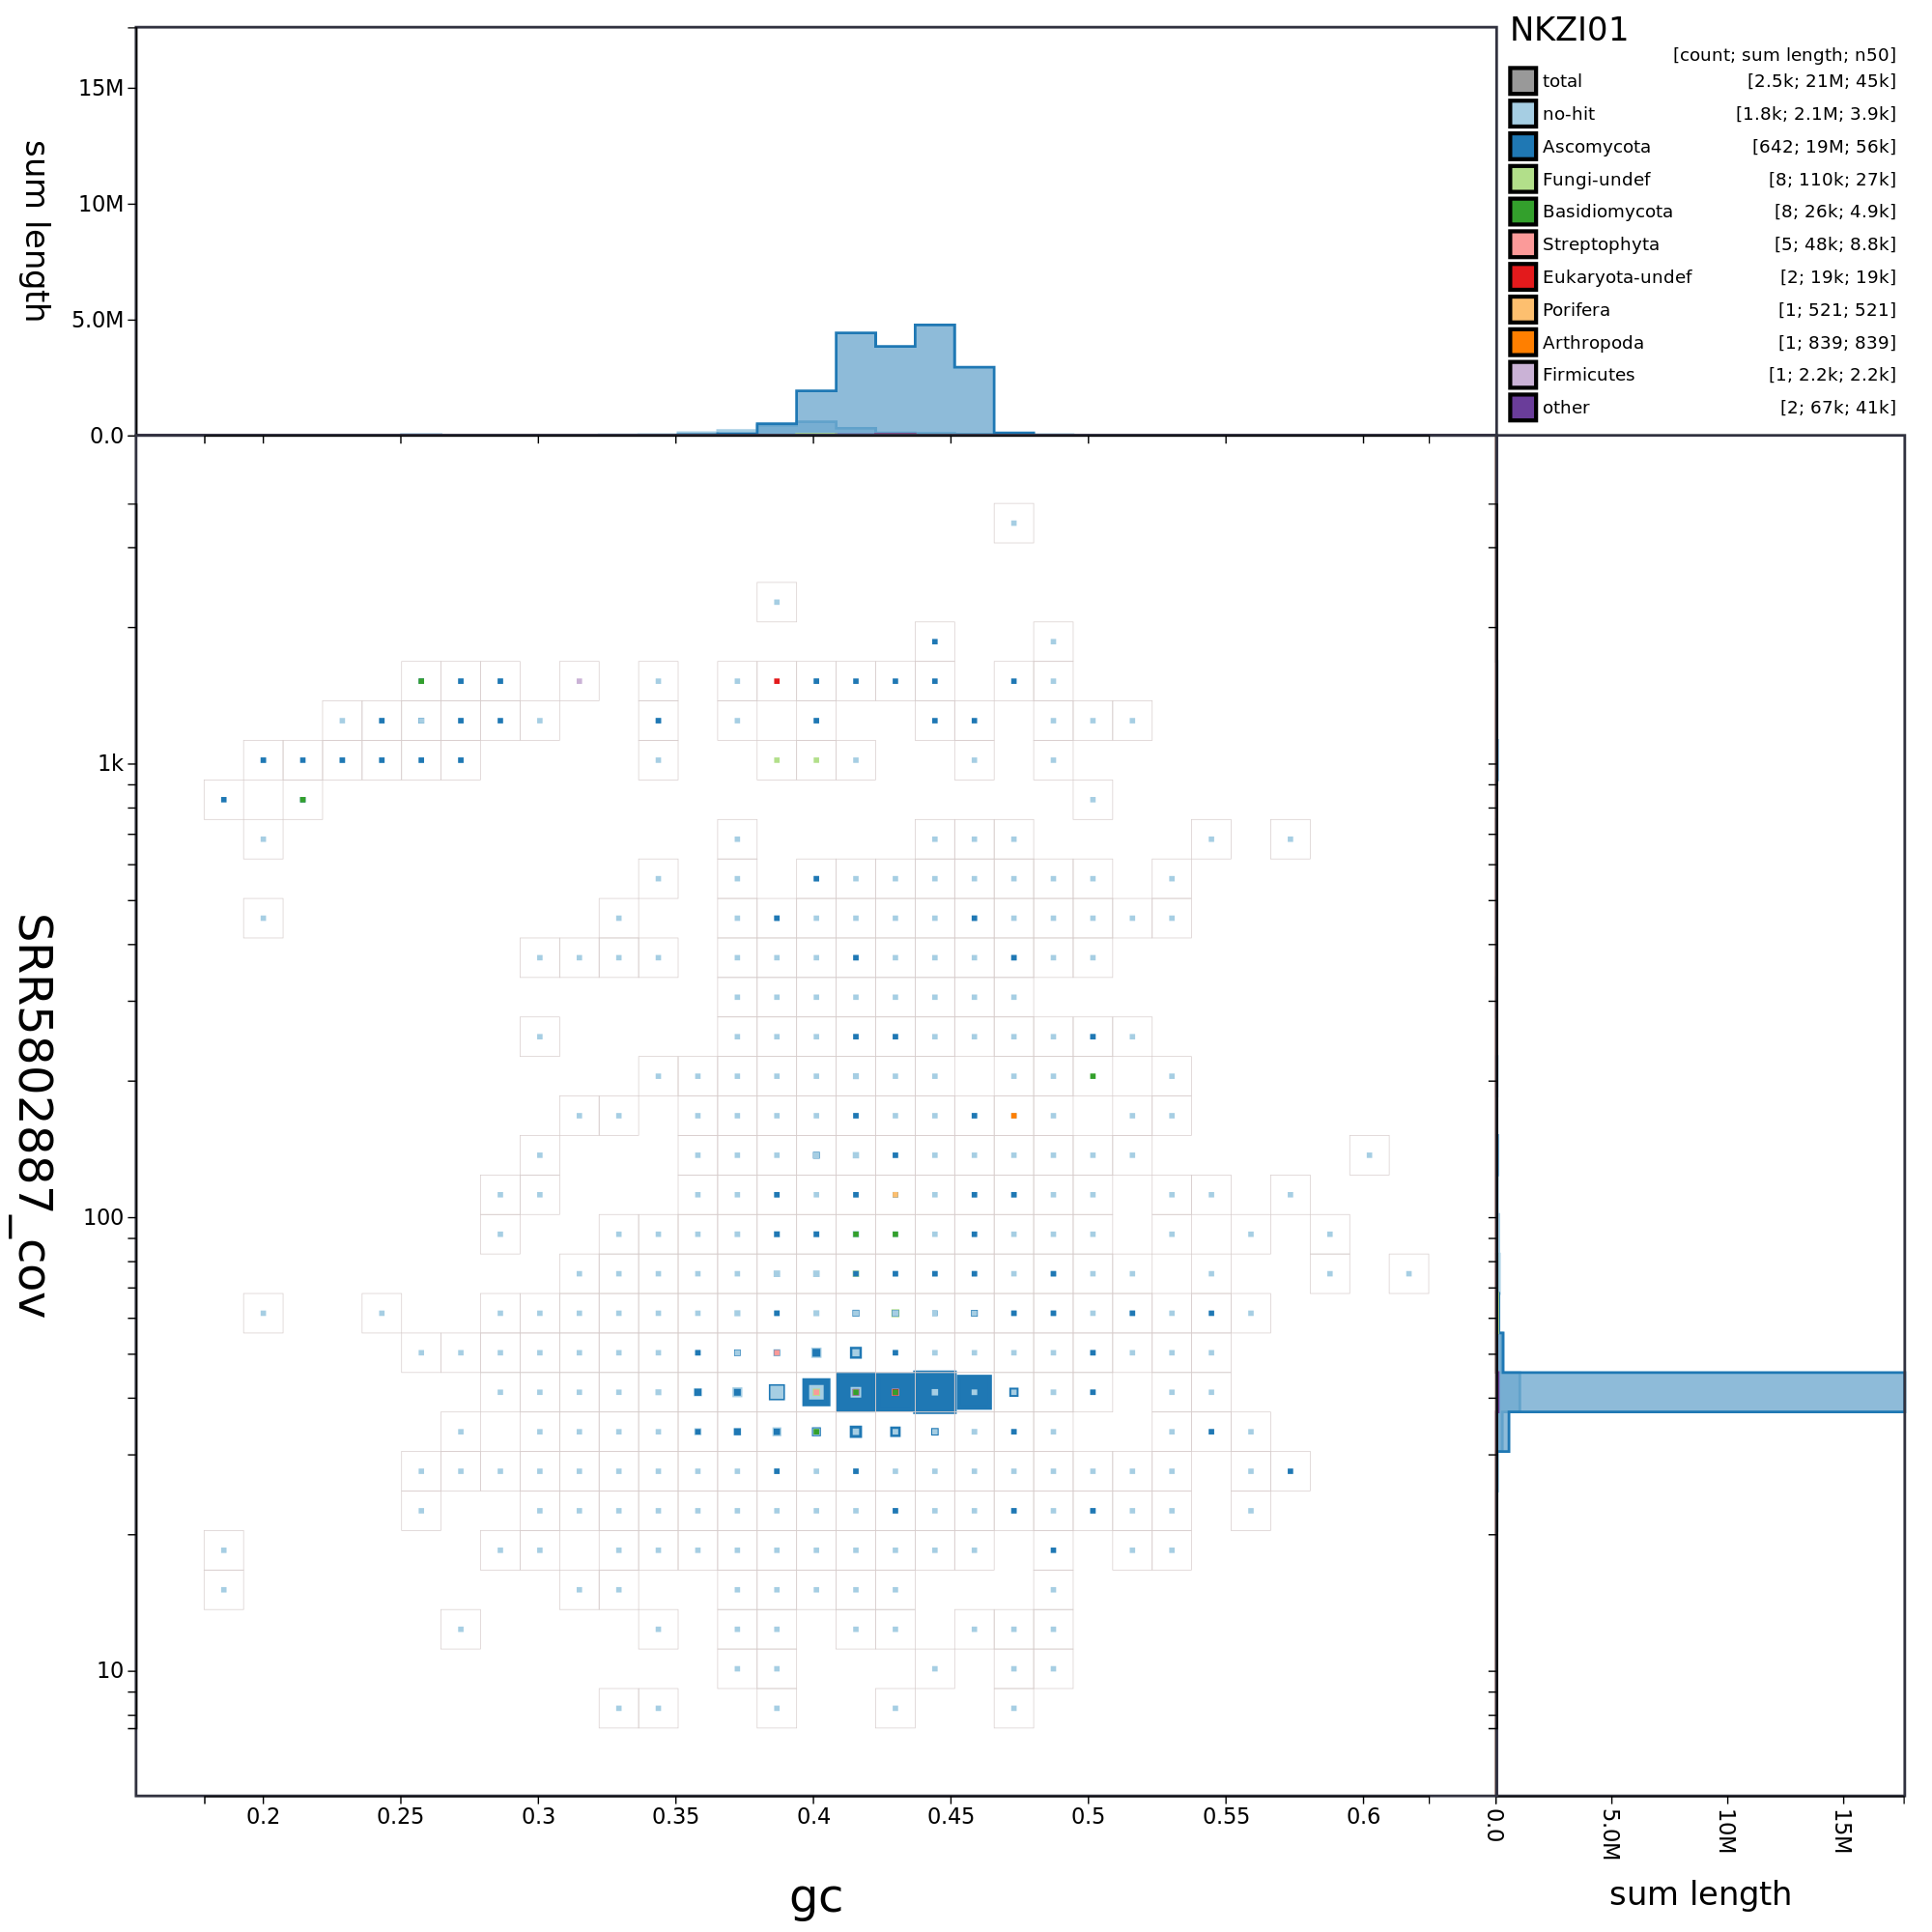 NKZI01
[count; sum length; n50]
total [2.5k; 21M; 45k]
no-hit [1.8k; 2.1M; 3.9k]
Ascomycota [642; 19M; 56k]
Fungi-undef [8; 110k; 27k]
Basidiomycota [8; 26k; 4.9k]
Streptophyta [5; 48k; 8.8k]
Eukaryota-undef [2; 19k; 19k]
Porifera [1; 521; 521]
Arthropoda [1; 839; 839]
Firmicutes [1; 2.2k; 2.2k]
other [2; 67k; 41k]
sum length
15M
10M
5.0M
0.0
SRR5802887_cov
1k
100
10
0.2 0.25 0.3 0.35 0.4 0.45 0.5 0.55 0.6
gc
0.0 5.0M 10M 15M
sum length